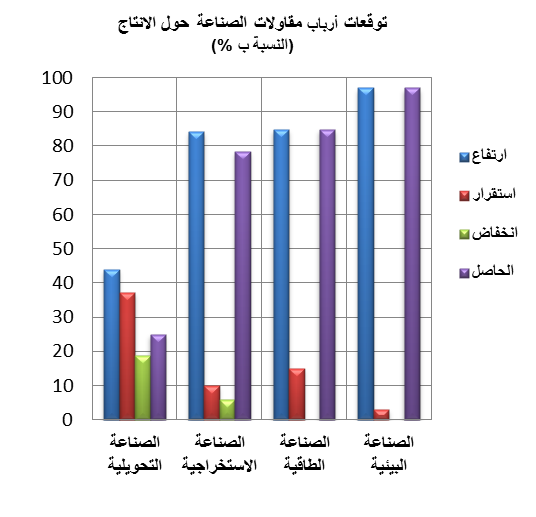 توقعات أرباب مقاولات الصناعة حول الانتاج
(النسبة ب %)
100
90
80
70
60
50
40
30
20
10
0
ارتفاع
استقرار
انخفاض
الحاصل
الصناعة التحويلية
الصناعة الاستخراجية
الصناعة الطاقية
الصناعة البيئية